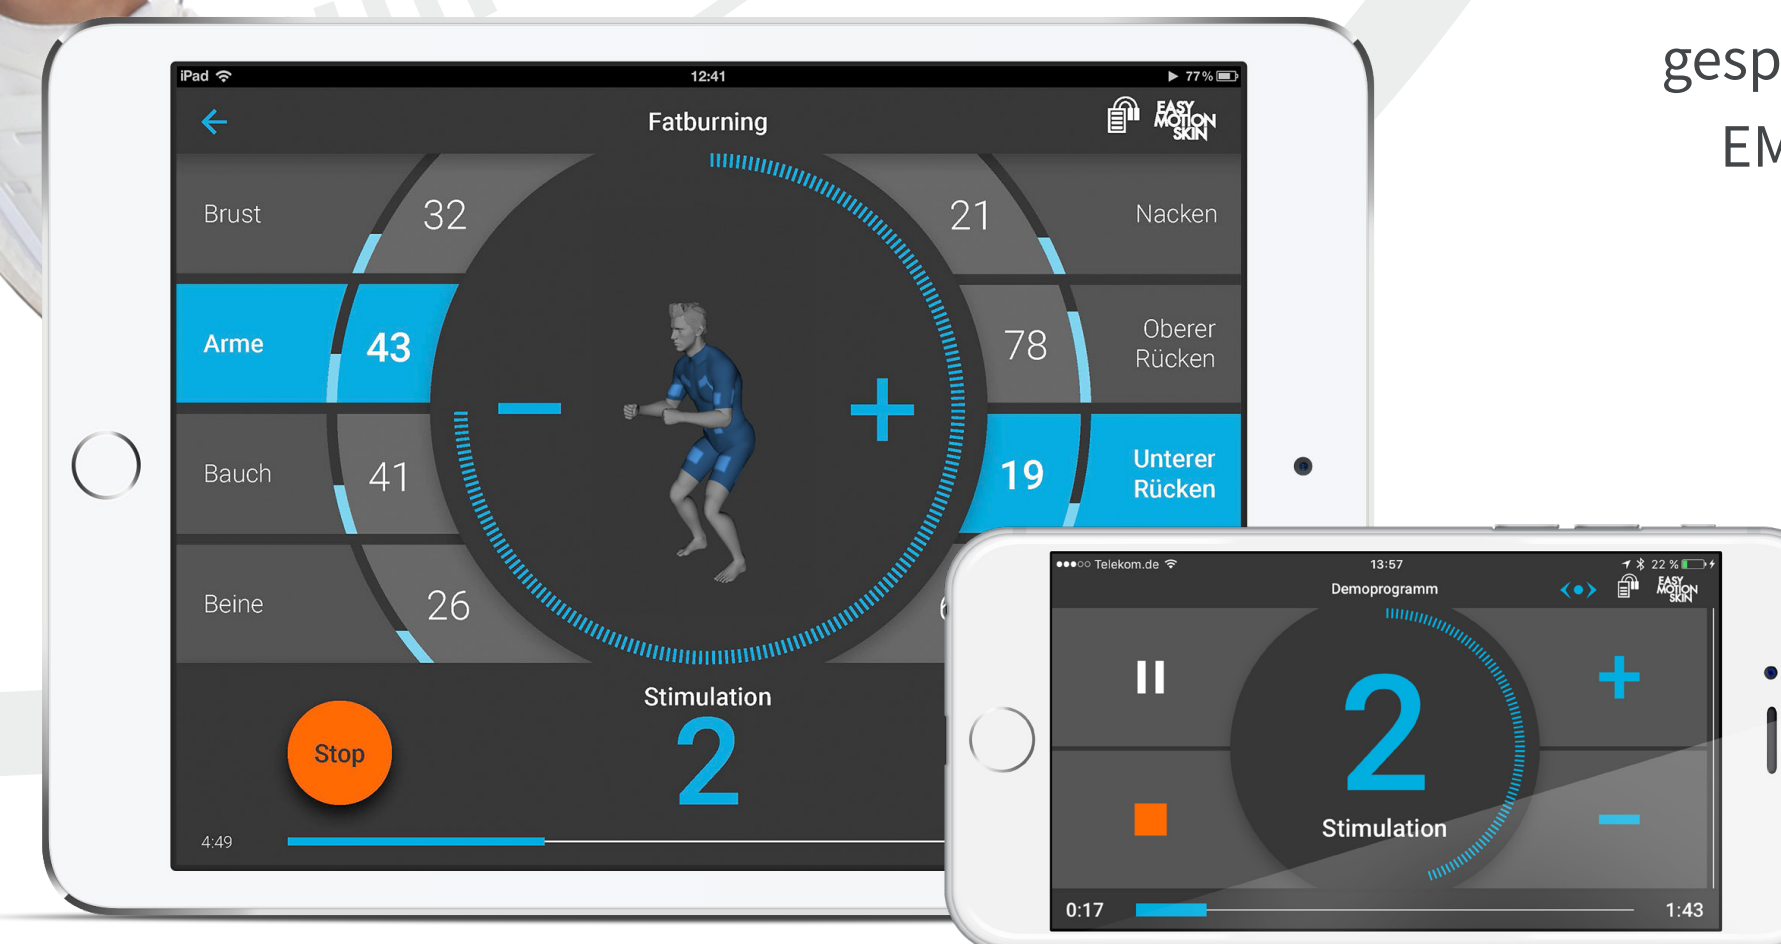 gesp
EM
iPad
12:41
77%
Fatburning
EASY
MOTION
SKIN
Brust
32
21
Nacken
Arme
43
78
Oberer
Rücken
Bauch
41
19
Unterer
Rücken
Beine
26
Stimulation
2
Stop
4:49
Telekom.de
13:57
22 %
Demoprogramm
EASY
MOTION
SKIN
2
Stimulation
0:17
1:43